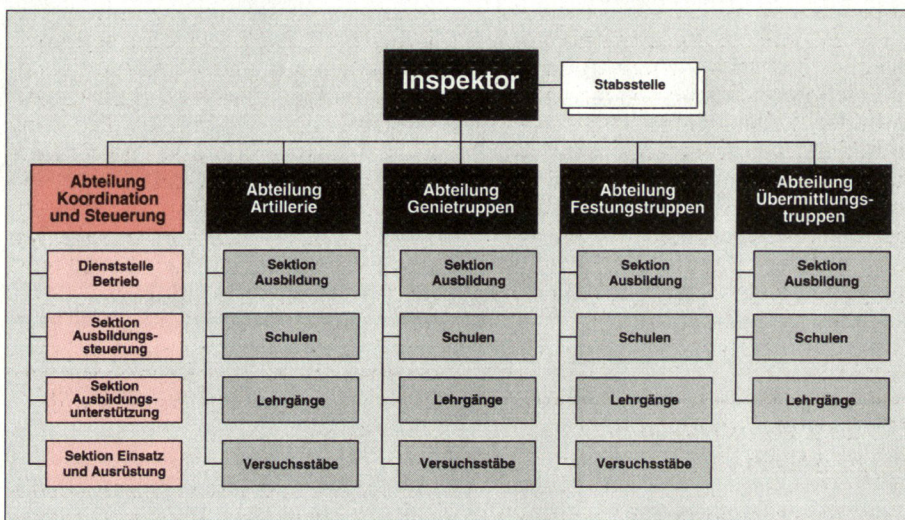 Inspektor
Stabsstelle
Abteilung
Koordination
und Steuerung
Abteilung
Artillerie
Abteilung
Genietruppen
Abteilung
Festungstruppen
Abteilung
Übermittlungs-
truppen
Dienststelle
Betrieb
Sektion
Ausbildungs-
steuerung
Sektion
Ausbildungs-
unterstützung
Sektion Einsatz
und Ausrüstung
Sektion
Ausbildung
Schulen
Lehrgänge
Versuchsstäbe
Sektion
Ausbildung
Schulen
Lehrgänge
Versuchsstäbe
Sektion
Ausbildung
Schulen
Lehrgänge
Versuchsstäbe
Sektion
Ausbildung
Schulen
Lehrgänge